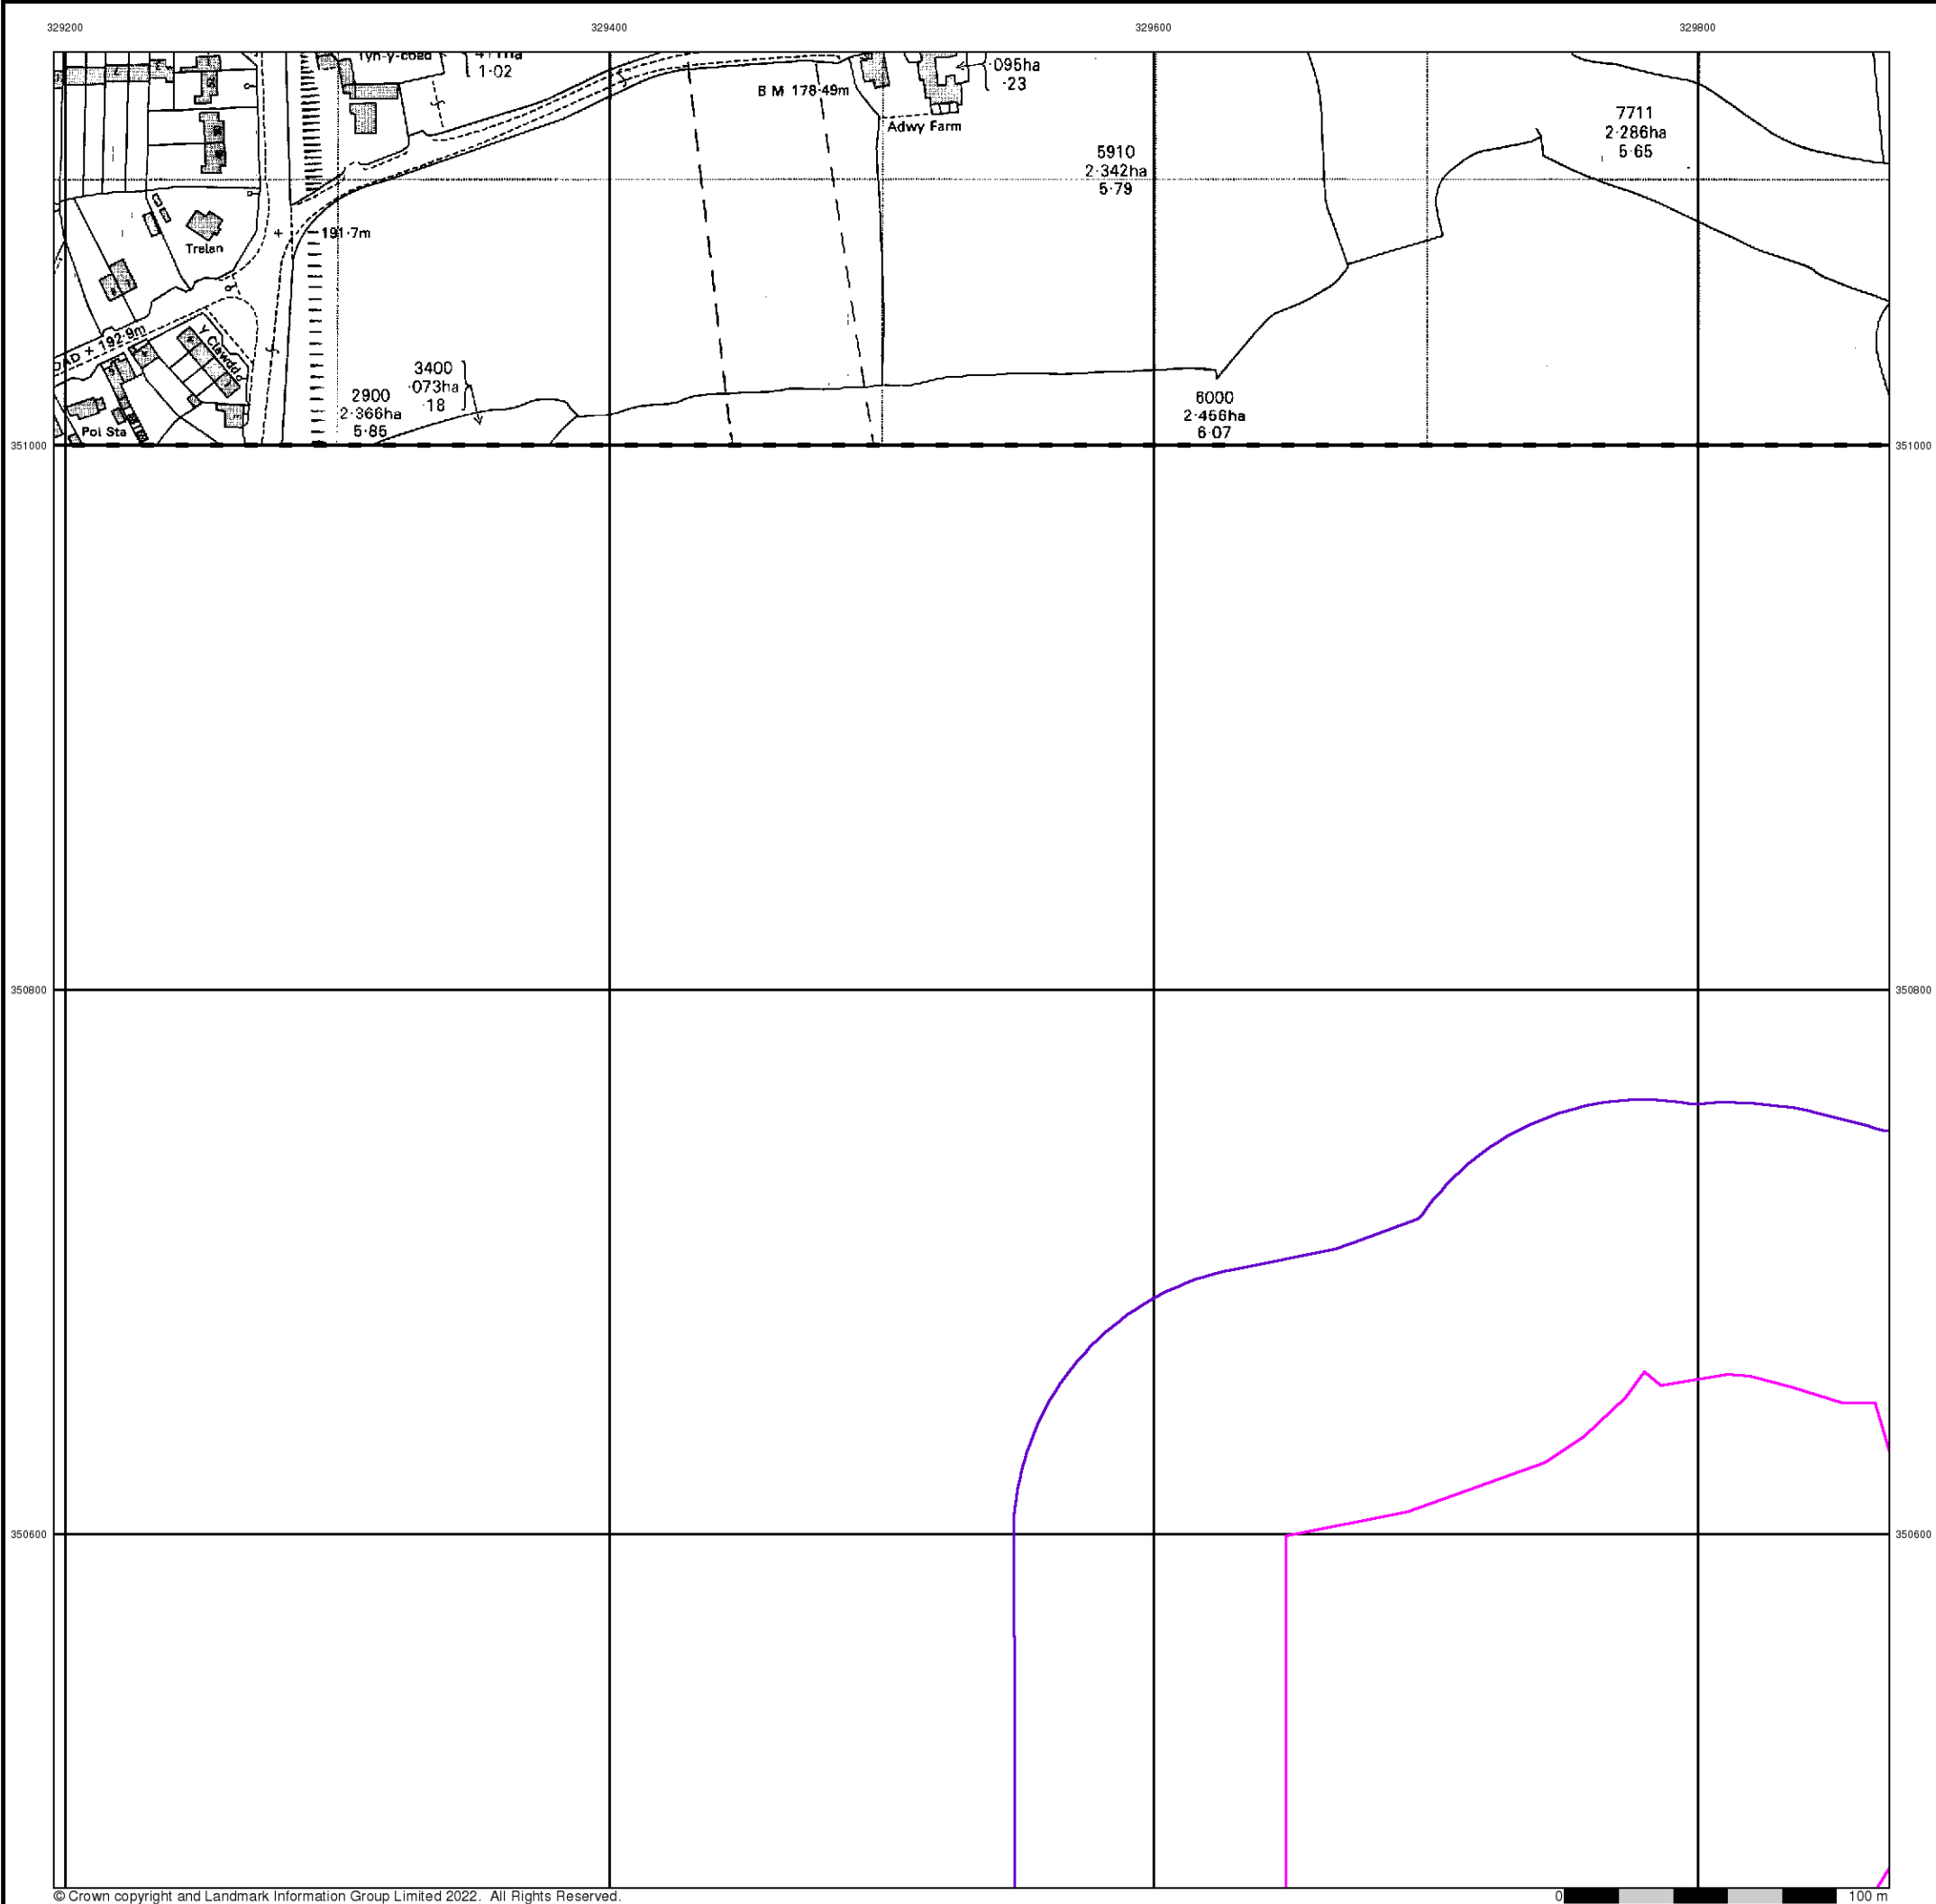 329200 329400 329600 329800
Tyn-y-coed
1·02
B M 178·49m
·095ha
·23
Adwy Farm
5910
2·342ha
5·79
7711
2·286ha
5·65
Trelan
191·7m
192·9m
Y Clawdd
Pol Sta
2900
2·366ha
5·85
3400
·073ha
·18
6000
2·456ha
6·07
351000 351000
350800 350800
350600 350600
© Crown copyright and Landmark Information Group Limited 2022. All Rights Reserved.
0 100 m